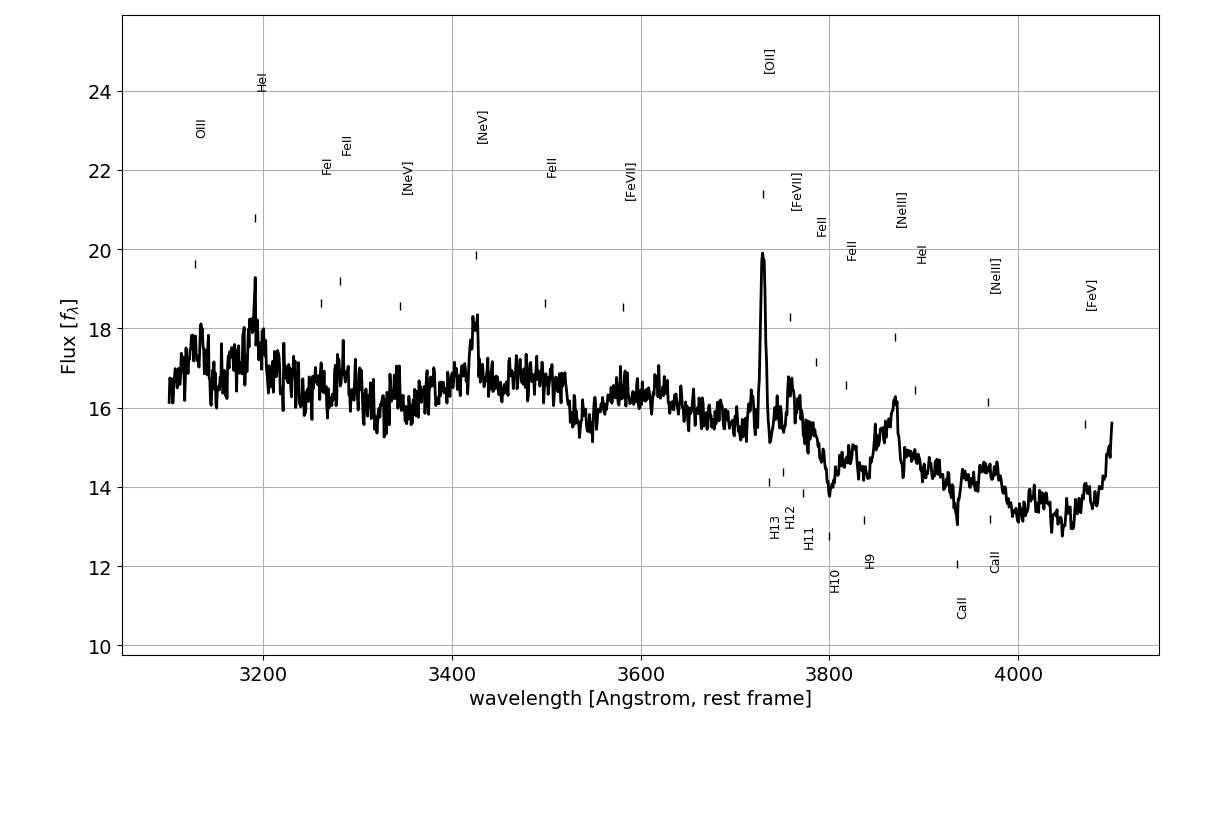 [OII]
HeI
OIII
[NeV]
FeII
FeI
[NeV]
FeII
[FeVII]
[FeVII]
FeII
FeII
[NeIII]
HeI
[NeIII]
[FeV]
H13
H12
H11
H10
H9
CaII
CaII
24
22
20
18
16
14
12
10
Flux [fλ]
3200
3400
3600
3800
4000
wavelength [Angstrom, rest frame]